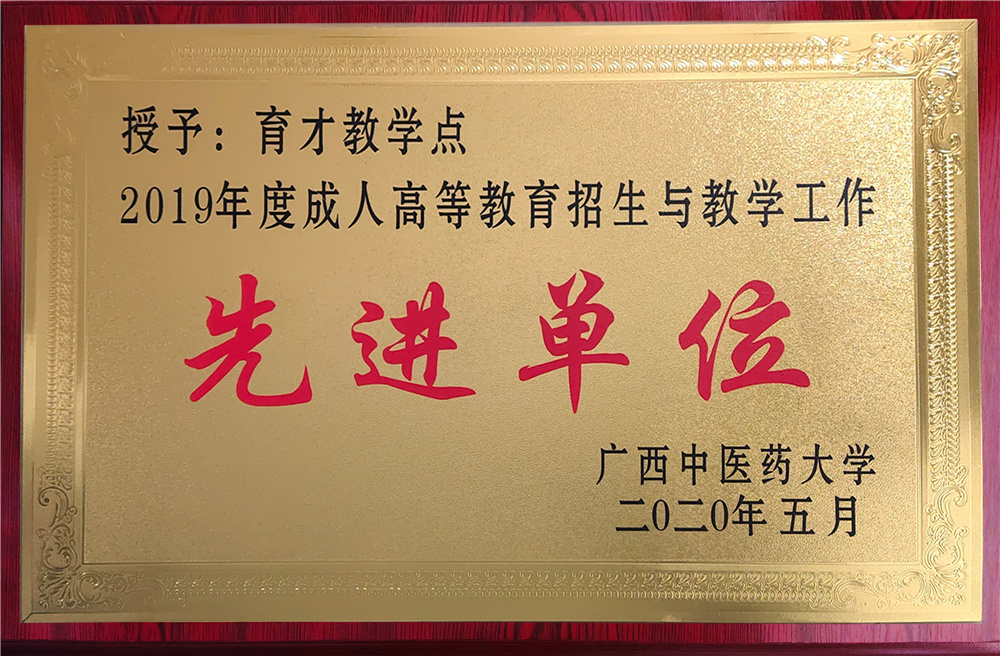 授予：育才教学点
2019年度成人高等教育招生与教学工作
先进单位
广西中医药大学
二〇二〇年五月